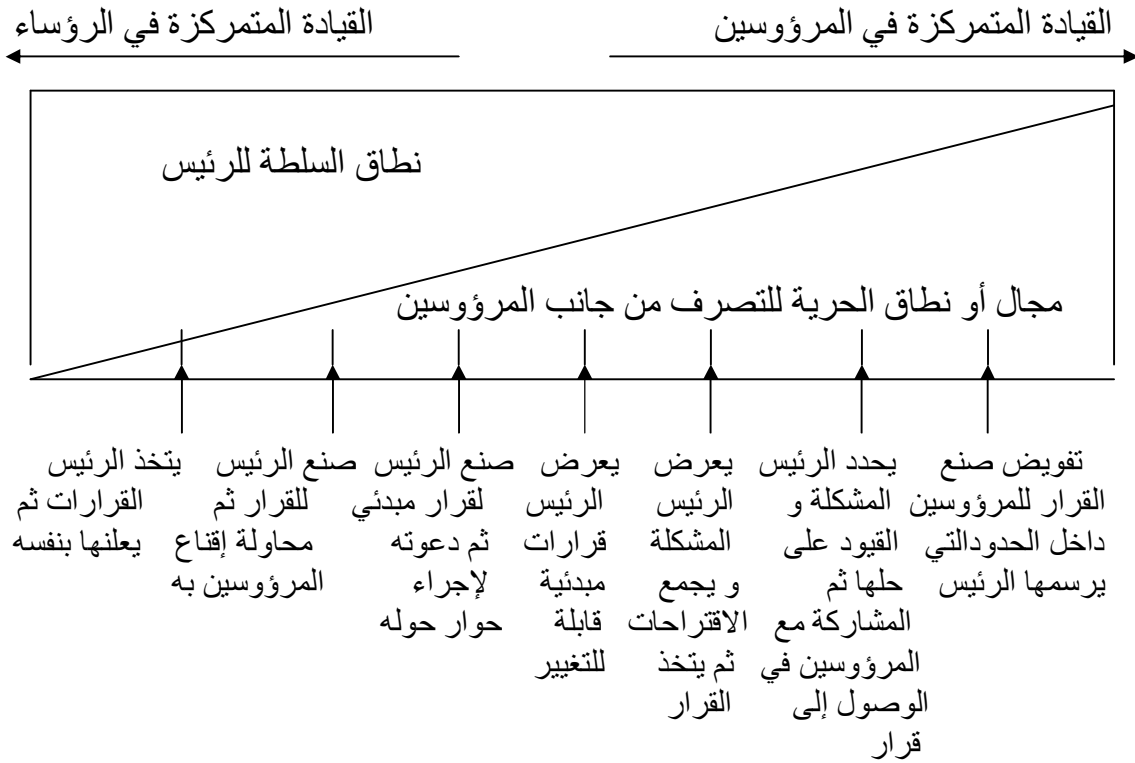 القيادة المتمركزة في المرؤوسين
القيادة المتمركزة في الرؤساء
نطاق السلطة للرئيس
مجال أو نطاق الحرية للتصرف من جانب المرؤوسين
تفويض صنع
القرار للمرؤوسين
داخل الحدودالتي
يرسمها الرئيس
يحدد الرئيس
المشكلة و
القيود على
حلها ثم
المشاركة مع
المرؤوسين في
الوصول إلى
قرار
يعرض
الرئيس
المشكلة
و يجمع
الاقتراحات
ثم يتخذ
القرار
يعرض
الرئيس
قرارات
مبدئية
قابلة
للتغيير
صنع الرئيس
لقرار مبدئي
ثم دعوته
لإجراء
حوار حوله
صنع الرئيس
للقرار ثم
محاولة إقناع
المرؤوسين به
يتخذ الرئيس
القرارات ثم
يعلنها بنفسه